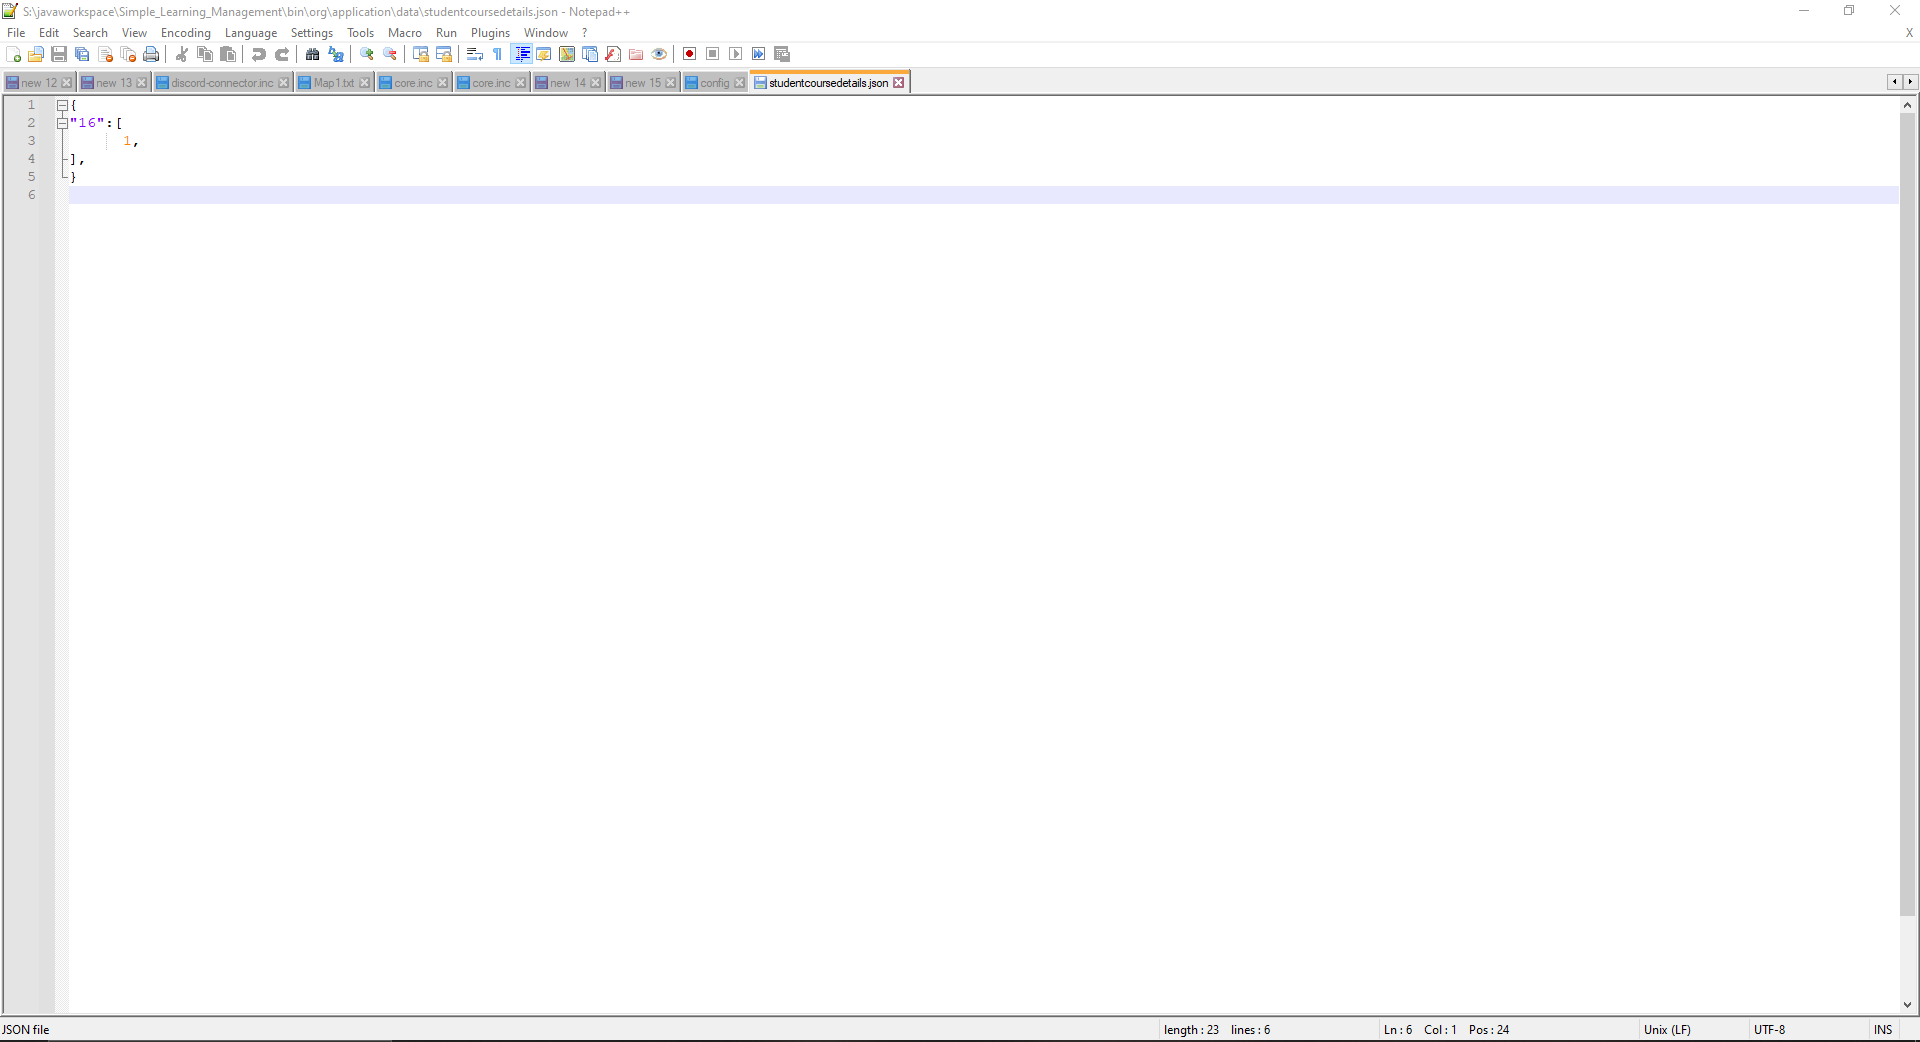 S:\javaworkspace\Simple_Learning_Management\bin\org\application\data\studentcoursedetails.json - Notepad++
File Edit Search View Encoding Language Settings Tools Macro Run Plugins Window ? X
new 12 new 13 discord-connector.inc Map1.txt core.inc core.inc new 14 new 15 config studentcoursedetails.json
1 {
2 "16":[
3 1,
4 ],
5 }
6
JSON file length : 23 lines : 6 Ln : 6 Col : 1 Pos : 24 Unix (LF) UTF-8 INS